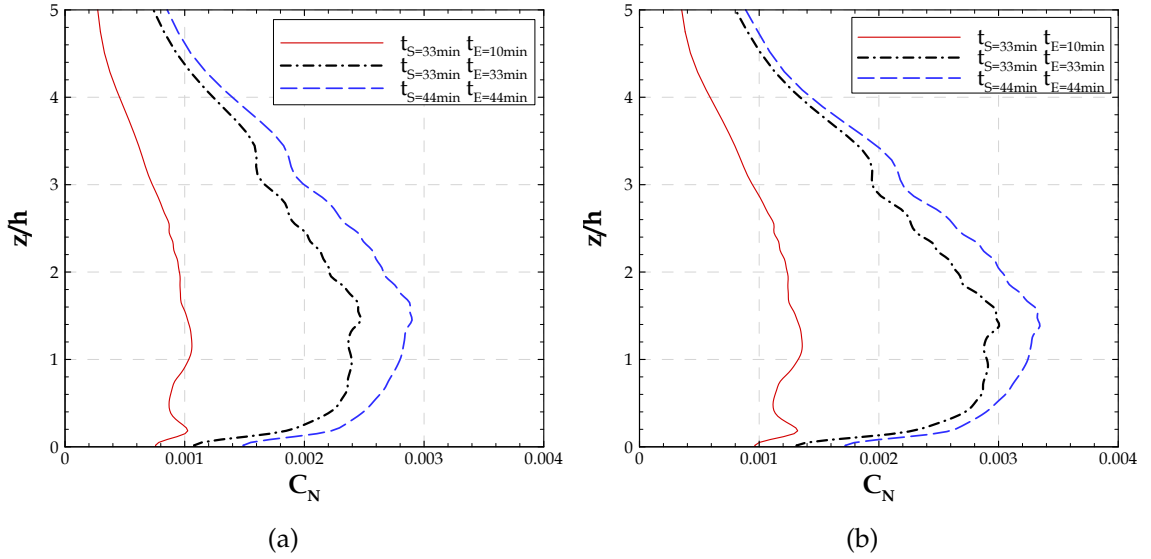 5
4
3
2
1
0
z/h
0 0.001 0.002 0.003 0.004
C_N
t_S=33min t_E=10min
t_S=33min t_E=33min
t_S=44min t_E=44min
(a)
5
4
3
2
1
0
z/h
0 0.001 0.002 0.003 0.004
C_N
t_S=33min t_E=10min
t_S=33min t_E=33min
t_S=44min t_E=44min
(b)